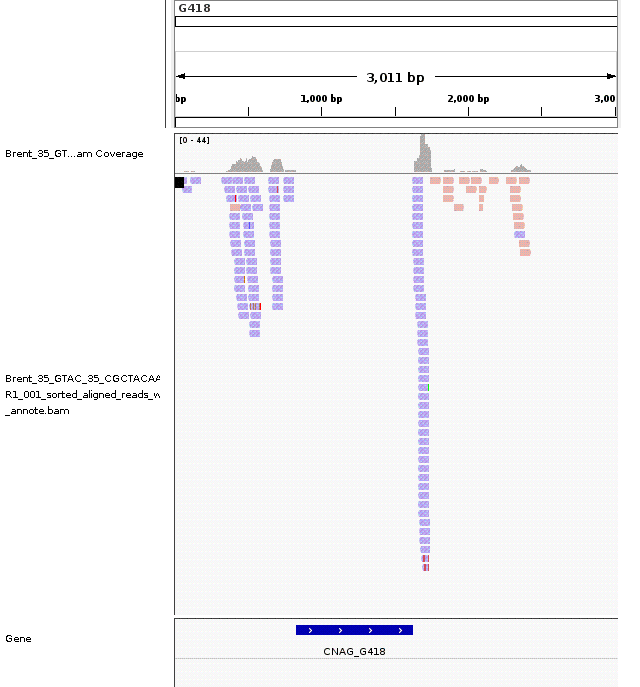 G418
3,011 bp
bp 1,000 bp 2,000 bp 3,00
[0 - 44]
Brent_35_GT...am Coverage
Brent_35_GTAC_35_CGCTACAA
R1_001_sorted_aligned_reads_w
_annote.bam
Gene
CNAG_G418